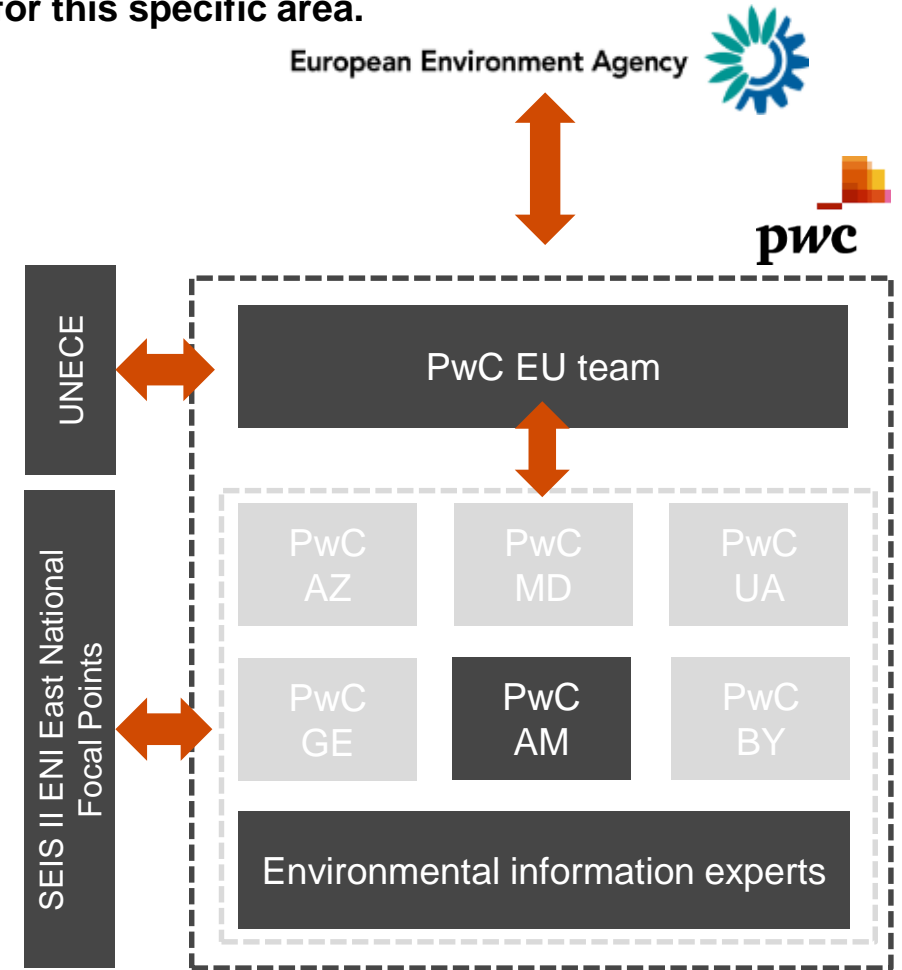 for this specific area.
European Environment Agency
pwc
UNECE
PwC EU team
PwC
AZ
PwC
MD
PwC
UA
SEIS II ENI East National
Focal Points
PwC
GE
PwC
AM
PwC
BY
Environmental information experts